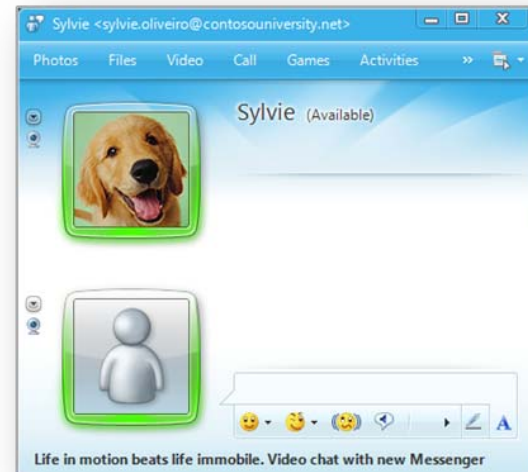 Sylvie <sylvie.oliveiro@contosouniversity.net>
Photos Files Video Call Games Activities »
Sylvie (Available)
A
Life in motion beats life immobile. Video chat with new Messenger